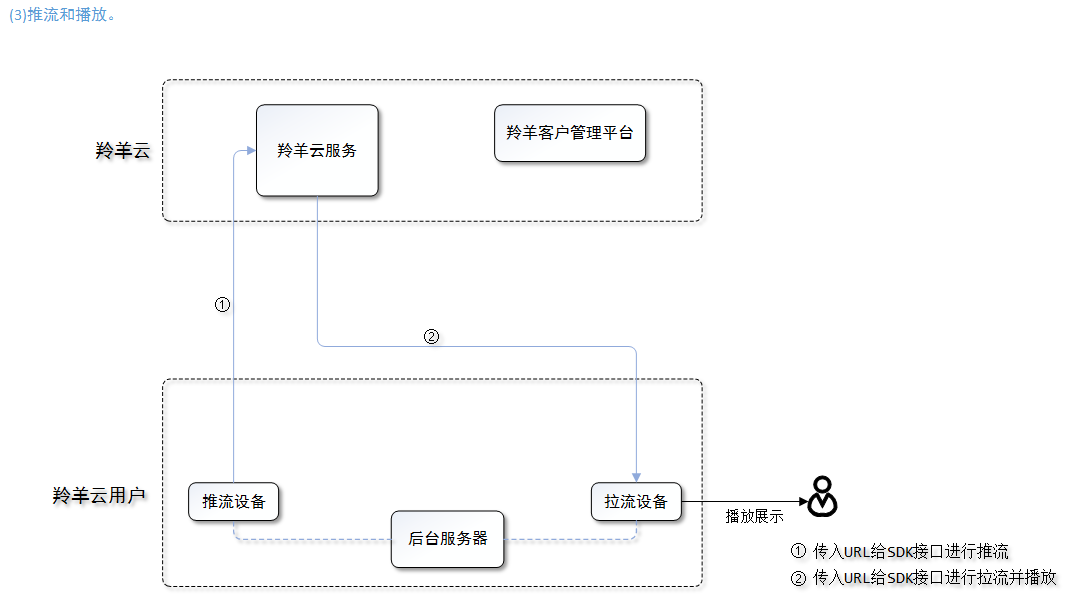 (3)推流和播放。
羚羊云
羚羊云服务
羚羊客户管理平台
①
②
羚羊云用户
推流设备
后台服务器
拉流设备
播放展示
① 传入URL给SDK接口进行推流
② 传入URL给SDK接口进行拉流并播放